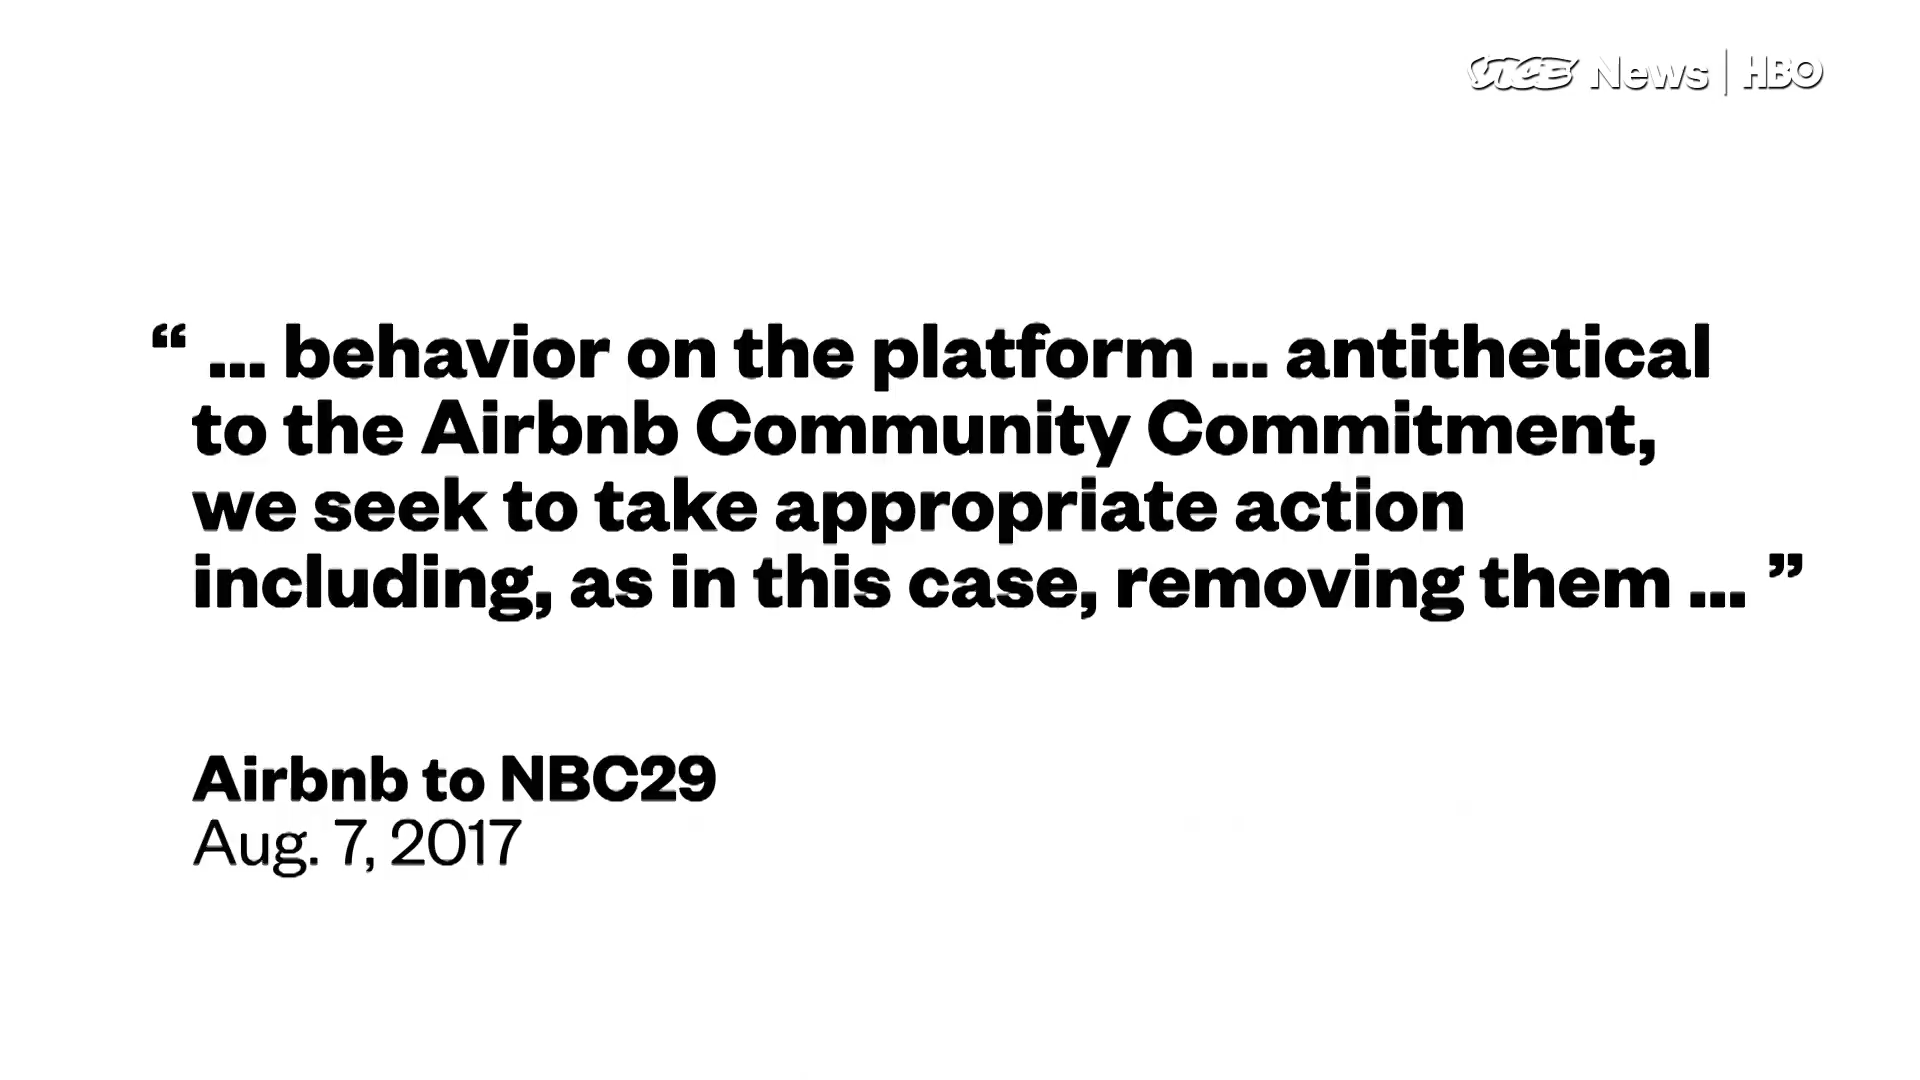 VICE News | HBO
“ ... behavior on the platform ... antithetical
to the Airbnb Community Commitment,
we seek to take appropriate action
including, as in this case, removing them ... ”
Airbnb to NBC29
Aug. 7, 2017